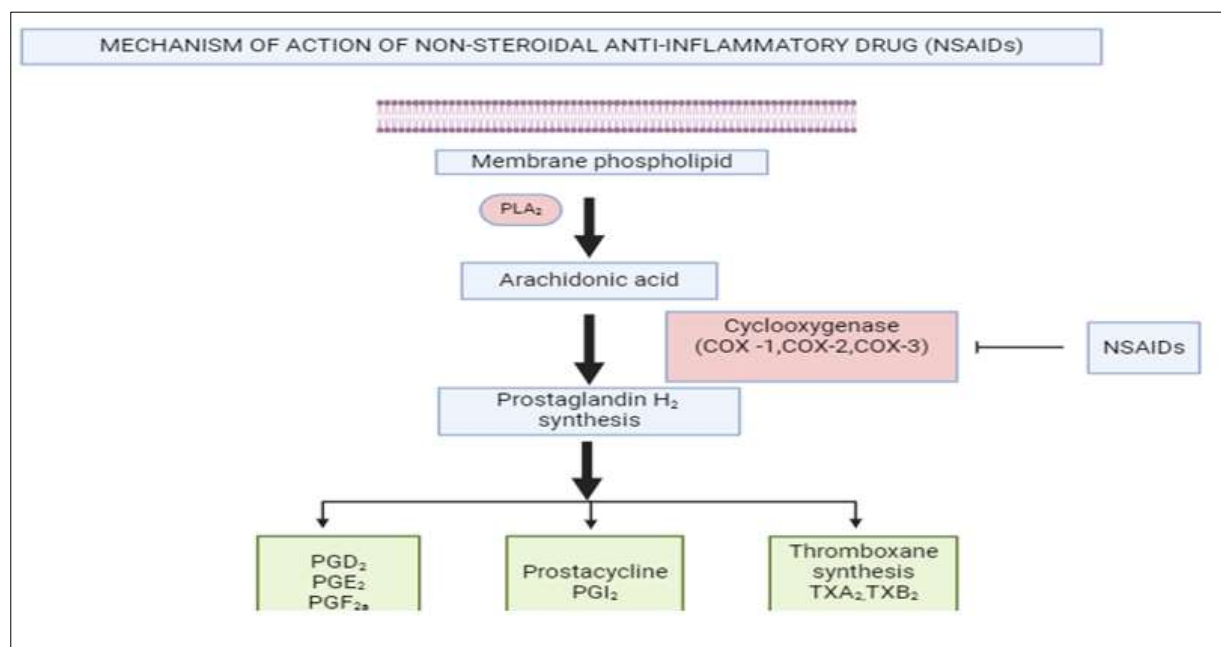 MECHANISM OF ACTION OF NON-STEROIDAL ANTI-INFLAMMATORY DRUG (NSAIDs)
Membrane phospholipid
PLA₂
Arachidonic acid
Cyclooxygenase
(COX -1,COX-2,COX-3)
NSAIDs
Prostaglandin H₂
synthesis
PGD₂
PGE₂
PGF₂ₐ
Prostacycline
PGI₂
Thromboxane
synthesis
TXA₂,TXB₂